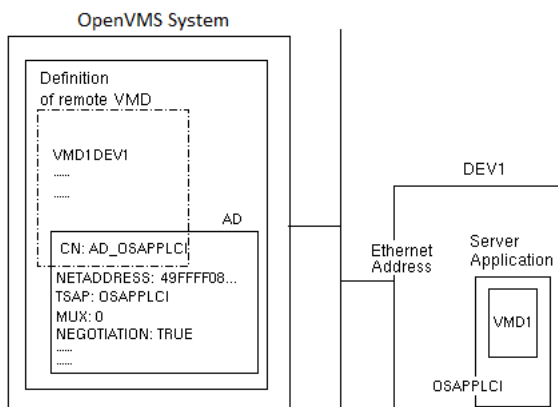 OpenVMS System
Definition
of remote VMD
VMD1DEV1
......
......
AD
CN: AD_OSAPPLCI
NETADDRESS: 49FFFF08...
TSAP: OSAPPLCI
MUX: 0
NEGOTIATION: TRUE
......
......
DEV1
Ethernet
Address
Server
Application
VMD1
OSAPPLCI